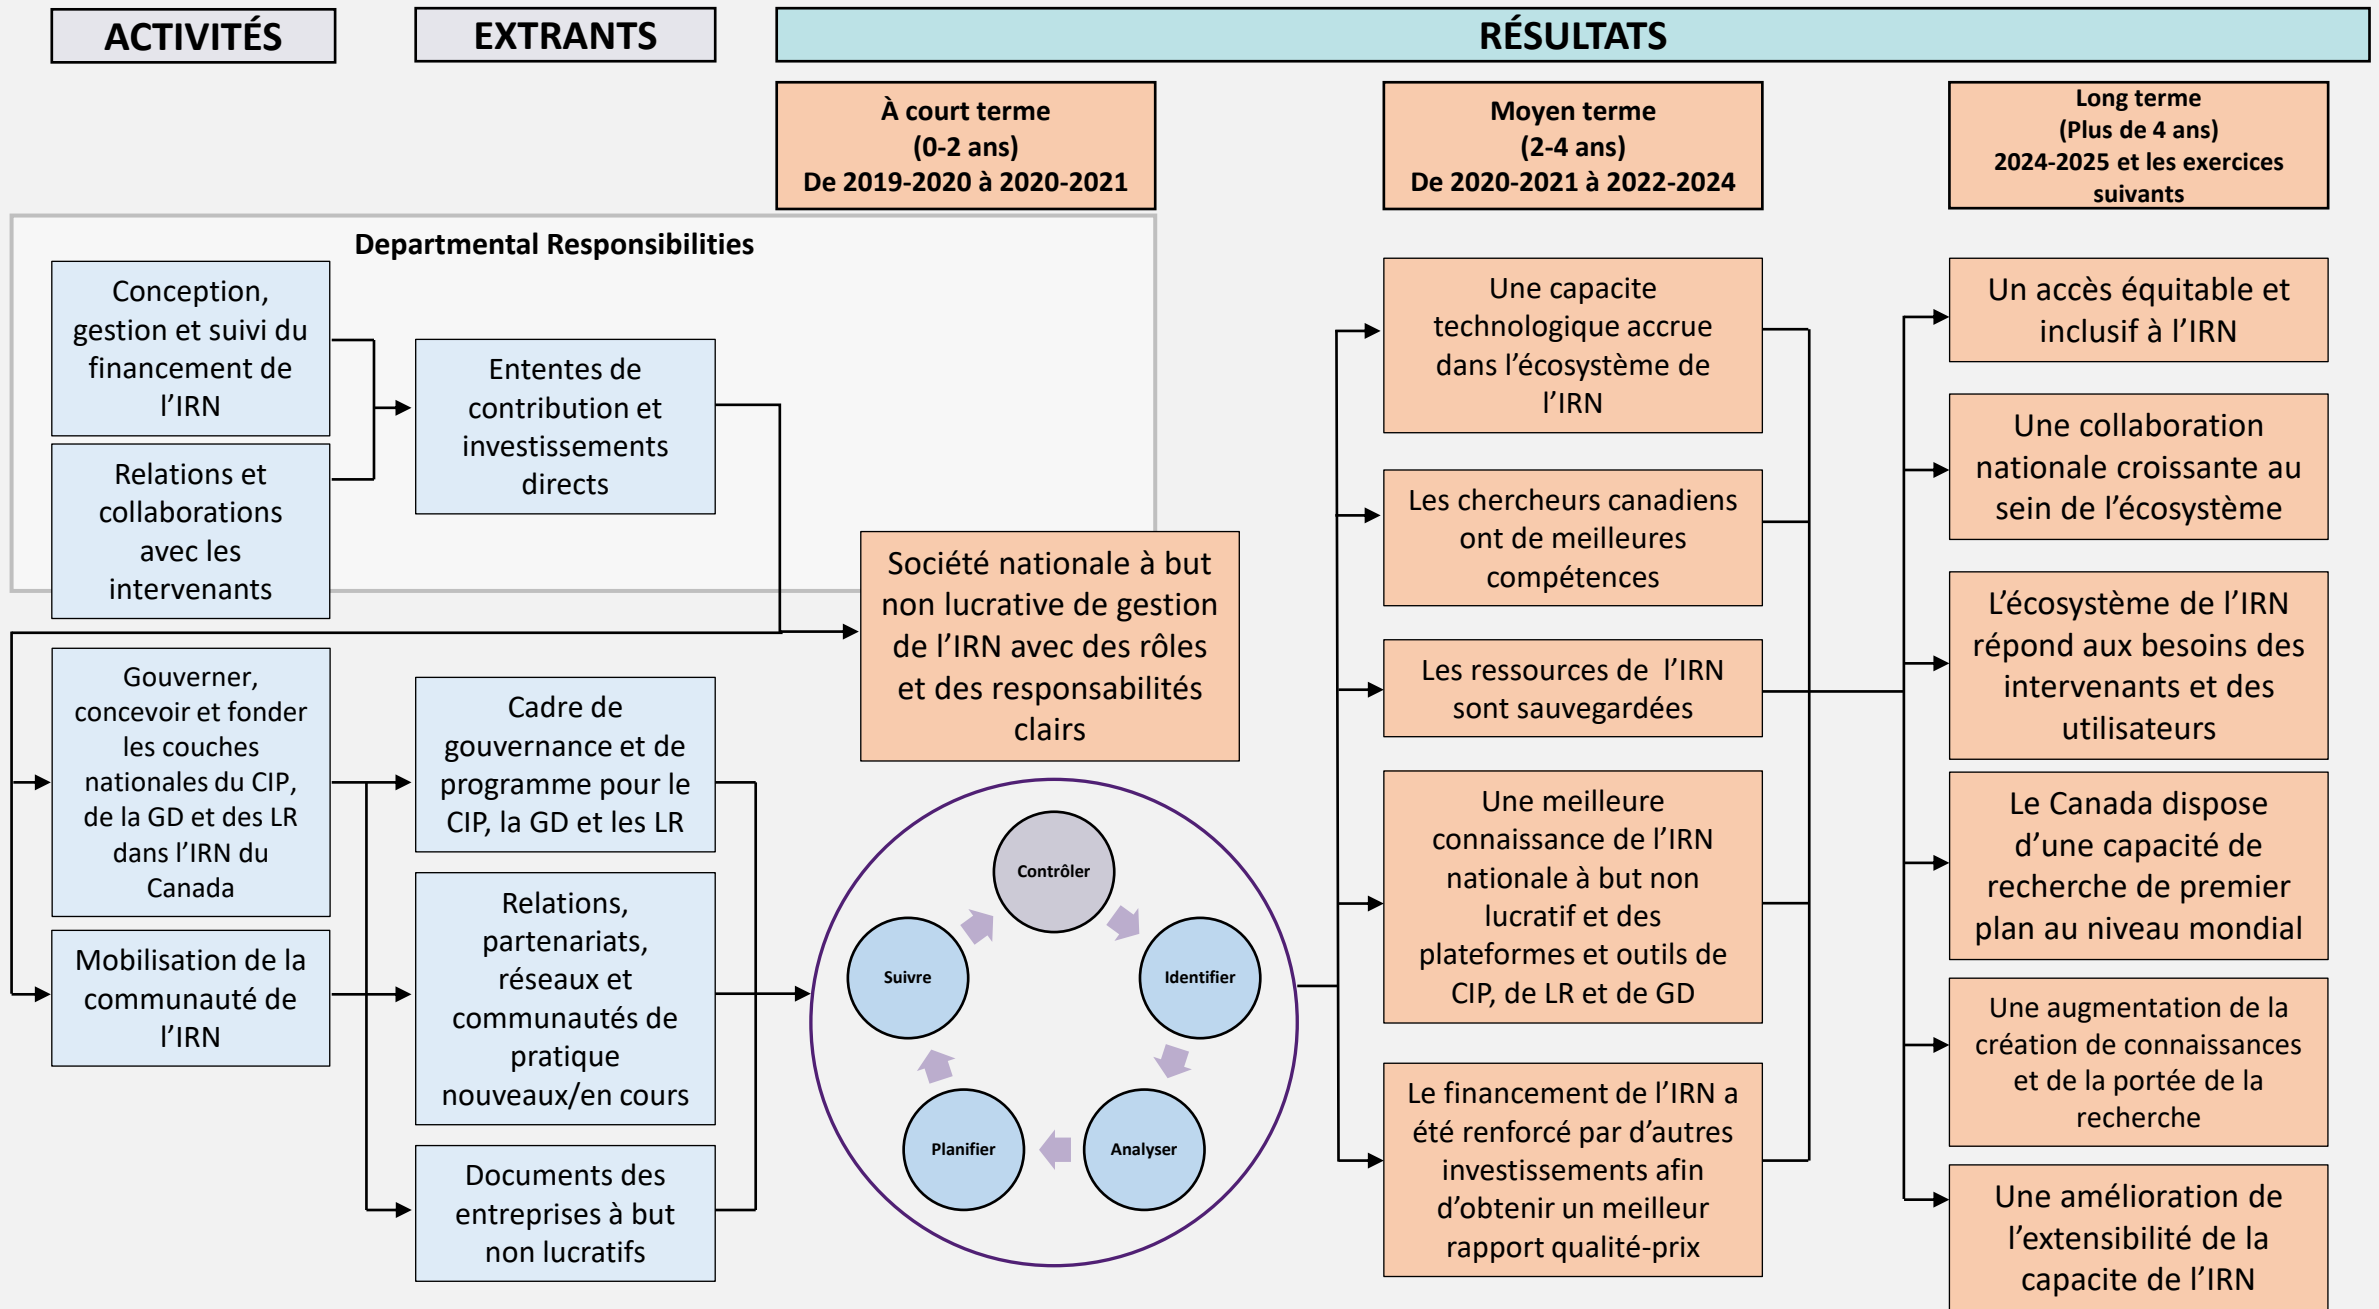 ACTIVITÉS
EXTRANTS
RÉSULTATS
À court terme
(0-2 ans)
De 2019-2020 à 2020-2021
Moyen terme
(2-4 ans)
De 2020-2021 à 2022-2024
Long terme
(Plus de 4 ans)
2024-2025 et les exercices
suivants
Departmental Responsibilities
Conception,
gestion et suivi du
financement de
l’IRN
Relations et
collaborations
avec les
intervenants
Ententes de
contribution et
investissements
directs
Société nationale à but
non lucrative de gestion
de l’IRN avec des rôles
et des responsabilités
clairs
Gouverner,
concevoir et fonder
les couches
nationales du CIP,
de la GD et des LR
dans l’IRN du
Canada
Mobilisation de la
communauté de
l’IRN
Cadre de
gouvernance et de
programme pour le
CIP, la GD et les LR
Relations,
partenariats,
réseaux et
communautés de
pratique
nouveaux/en cours
Documents des
entreprises à but
non lucratifs
Contrôler
Identifier
Analyser
Planifier
Suivre
Une capacite
technologique accrue
dans l’écosystème de
l’IRN
Les chercheurs canadiens
ont de meilleures
compétences
Les ressources de l’IRN
sont sauvegardées
Une meilleure
connaissance de l’IRN
nationale à but non
lucratif et des
plateformes et outils de
CIP, de LR et de GD
Le financement de l’IRN a
été renforcé par d’autres
investissements afin
d’obtenir un meilleur
rapport qualité-prix
Un accès équitable et
inclusif à l’IRN
Une collaboration
nationale croissante au
sein de l’écosystème
L’écosystème de l’IRN
répond aux besoins des
intervenants et des
utilisateurs
Le Canada dispose
d’une capacité de
recherche de premier
plan au niveau mondial
Une augmentation de la
création de connaissances
et de la portée de la
recherche
Une amélioration de
l’extensibilité de la
capacite de l’IRN